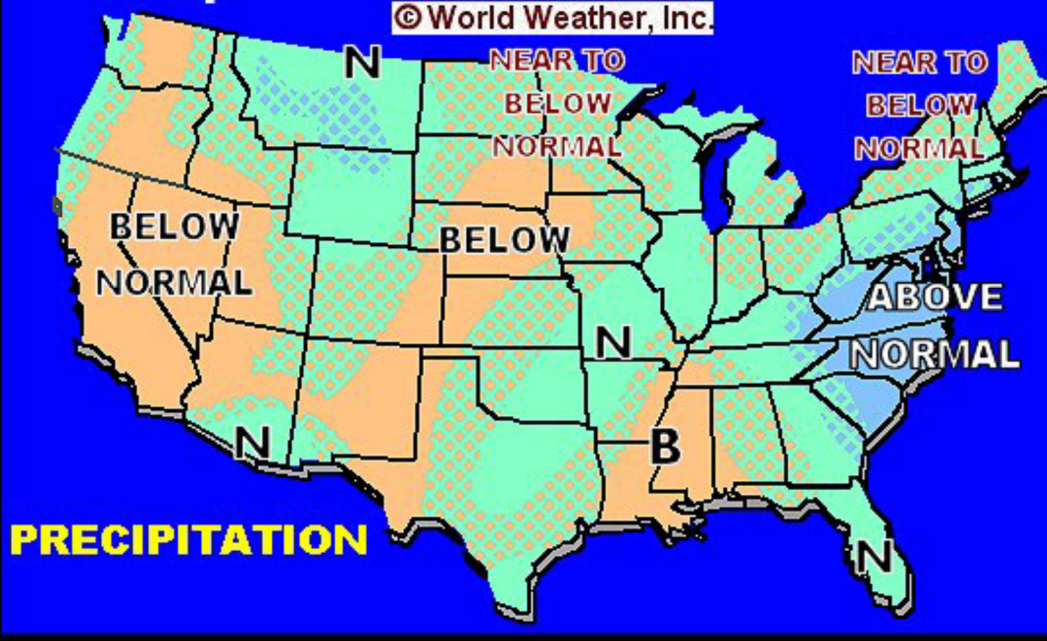 © World Weather, Inc.
N
NEAR TO
BELOW
NORMAL
NEAR TO
BELOW
NORMAL
BELOW
NORMAL
BELOW
ABOVE
NORMAL
N
N
B
PRECIPITATION
N